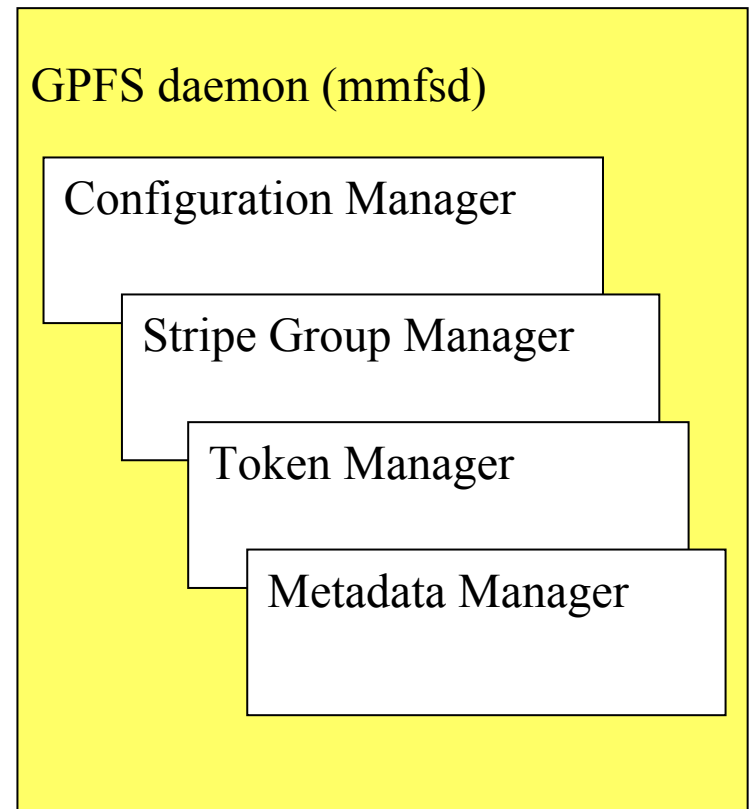 GPFS daemon (mmfsd)
Configuration Manager
Stripe Group Manager
Token Manager
Metadata Manager